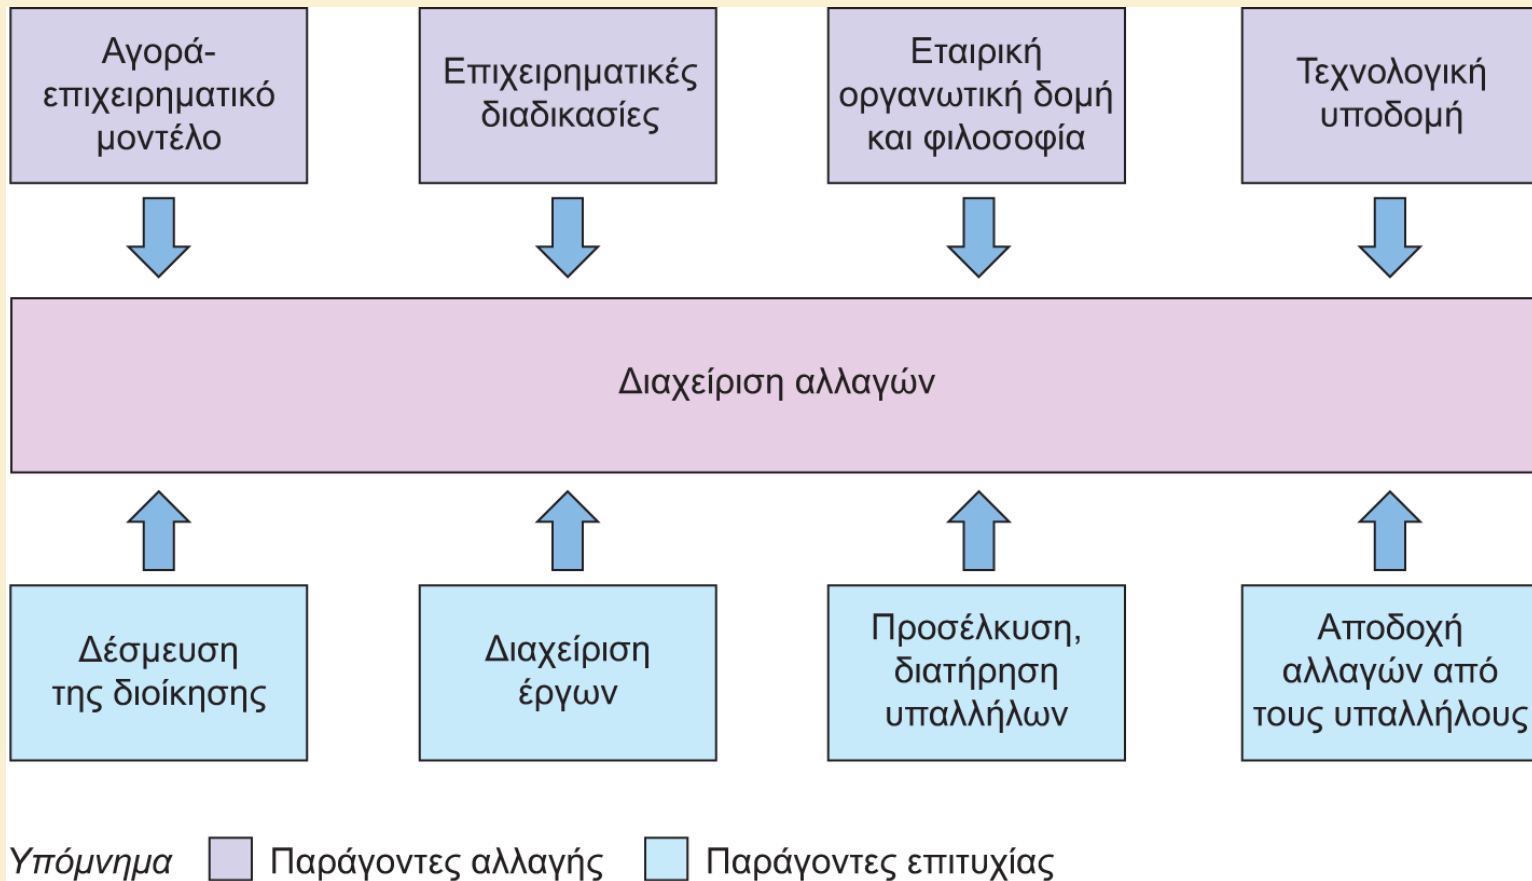 Αγορά-
επιχειρηματικό
μοντέλο
Επιχειρηματικές
διαδικασίες
Εταιρική
οργανωτική δομή
και φιλοσοφία
Τεχνολογική
υποδομή
Διαχείριση αλλαγών
Δέσμευση
της διοίκησης
Διαχείριση
έργων
Προσέλκυση,
διατήρηση
υπαλλήλων
Αποδοχή
αλλαγών από
τους υπαλλήλους
Υπόμνημα Παράγοντες αλλαγής Παράγοντες επιτυχίας